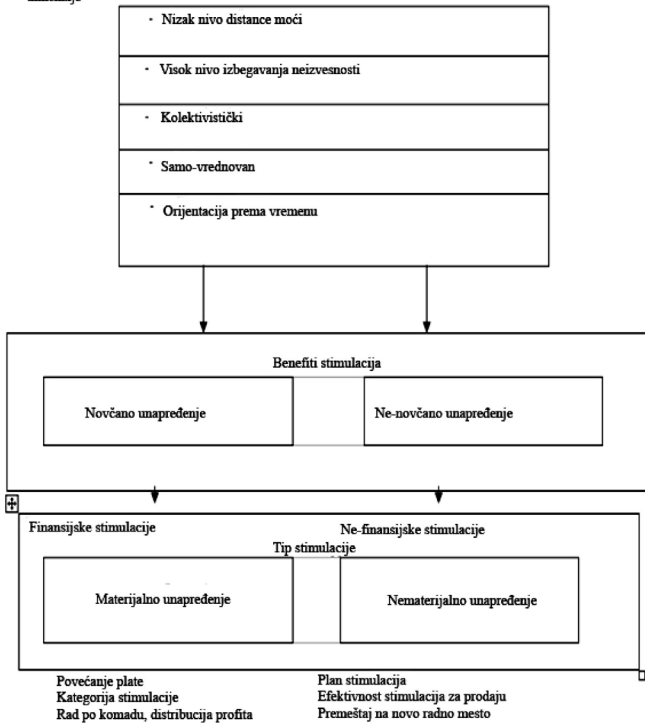 - Nizak nivo distance moći
- Visok nivo izbegavanja neizvesnosti
- Kolektivistički
- Samo-vrednovan
- Orijentacija prema vremenu
Benefiti stimulacija
Novčano unapređenje
Ne-novčano unapređenje
Finansijske stimulacije
Ne-finansijske stimulacije
Tip stimulacije
Materijalno unapređenje
Nematerijalno unapređenje
Povećanje plate
Kategorija stimulacije
Rad po komadu, distribucija profita
Plan stimulacija
Efektivnost stimulacija za prodaju
Premeštaj na novo radno mesto